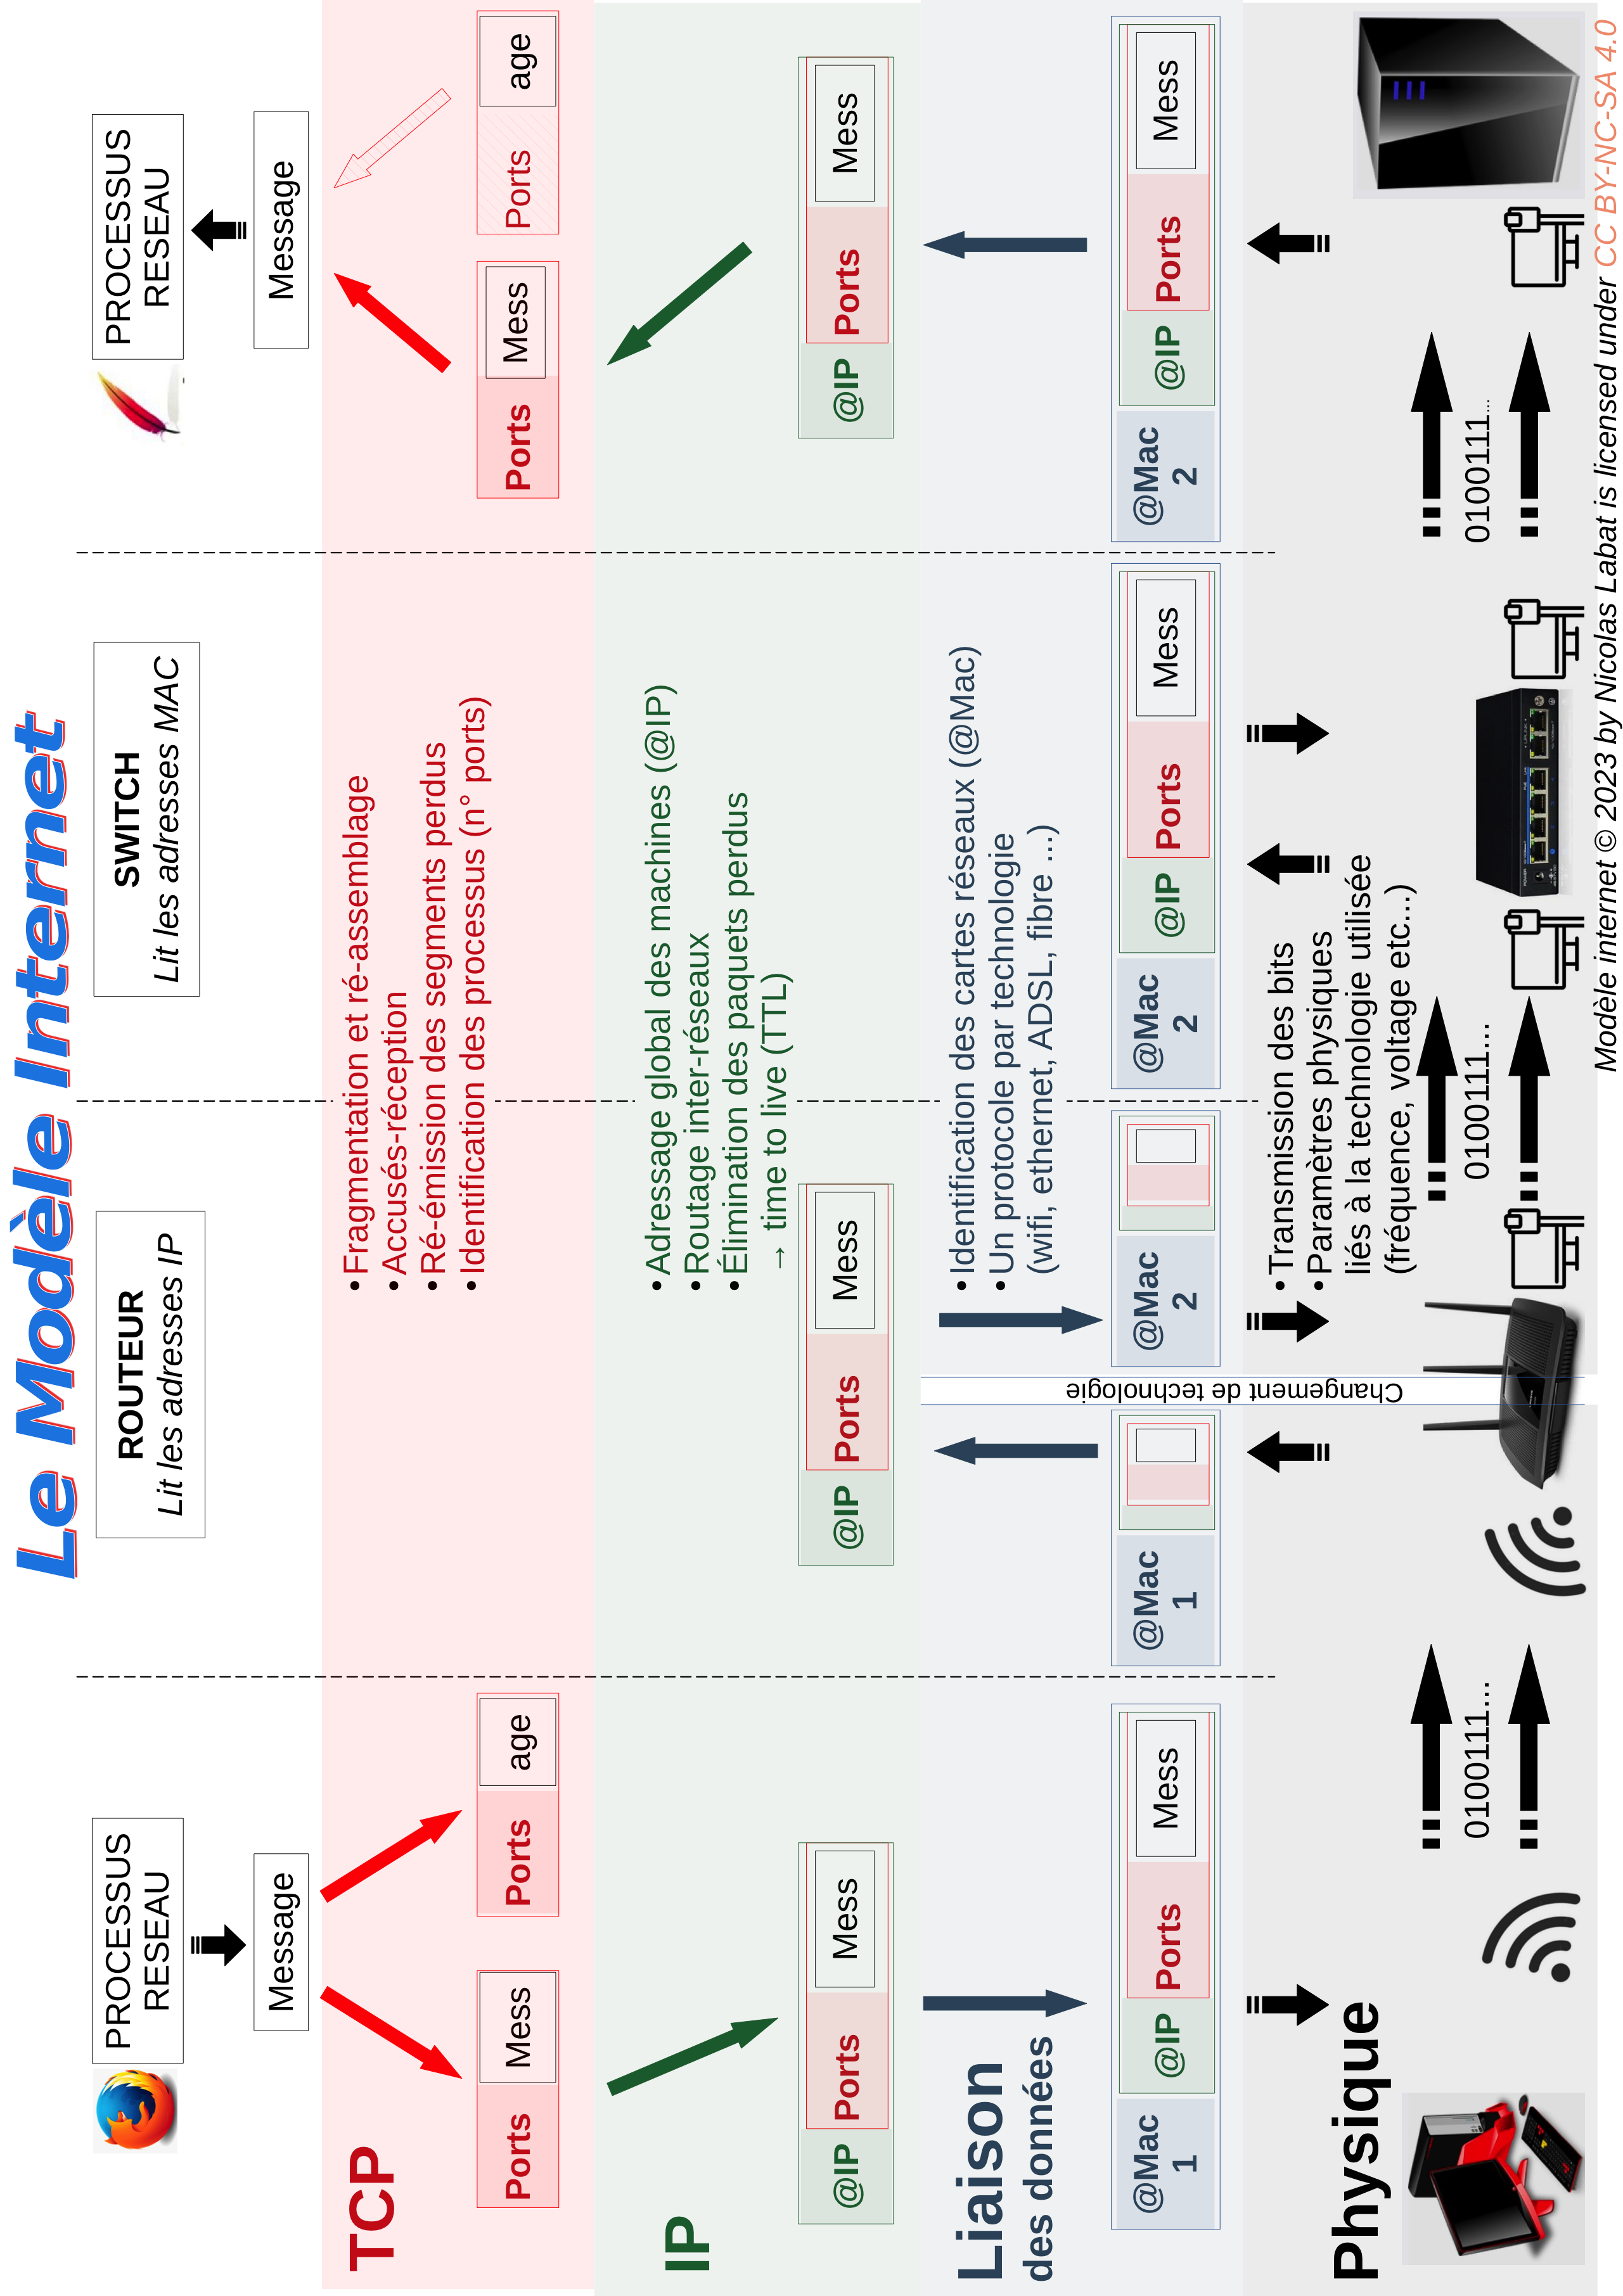 Le Modèle Internet
PROCESSUS
RESEAU
ROUTEUR
Lit les adresses IP
SWITCH
Lit les adresses MAC
PROCESSUS
RESEAU
Message
Message
TCP
• Fragmentation et ré-assemblage
• Accusés-réception
• Ré-émission des segments perdus
• Identification des processus (n° ports)
Ports Mess
Ports age
Ports Mess
Ports age
IP
• Adressage global des machines (@IP)
• Routage inter-réseaux
• Élimination des paquets perdus
→ time to live (TTL)
@IP Ports Mess
@IP Ports Mess
@IP Ports Mess
Liaison
des données
• Identification des cartes réseaux (@Mac)
• Un protocole par technologie
(wifi, ethernet, ADSL, fibre ...)
@Mac
1
@IP Ports Mess
@Mac
1
Changement de technologie
@Mac
2
@Mac
2
@IP Ports Mess
@Mac
2
@IP Ports Mess
Physique
• Transmission des bits
• Paramètres physiques
liés à la technologie utilisée
(fréquence, voltage etc...)
0100111...
0100111...
0100111...
Modèle internet © 2023 by Nicolas Labat is licensed under CC BY-NC-SA 4.0